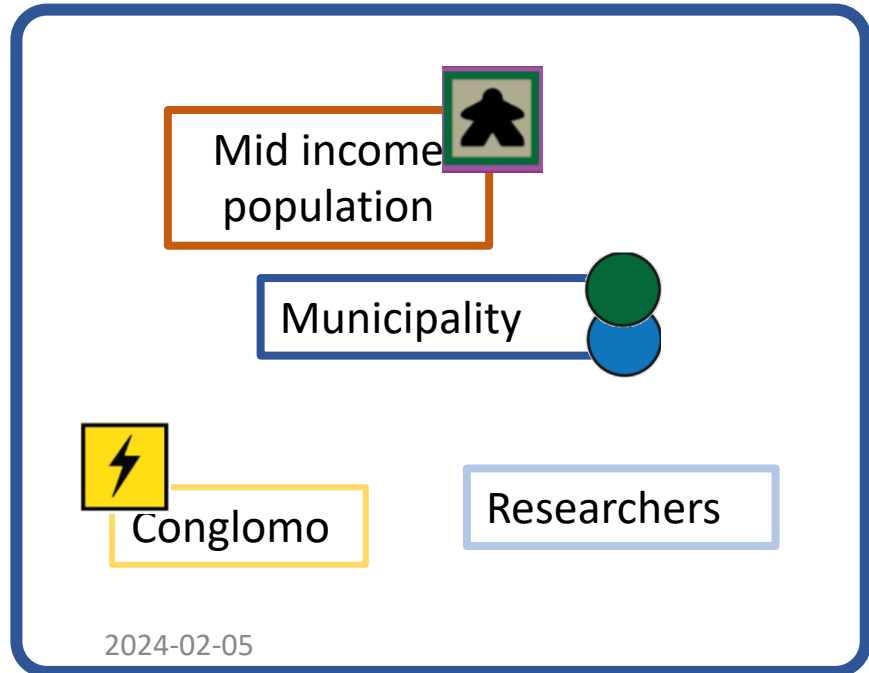 Mid income
population
Municipality
Conglomo
Researchers
2024-02-05